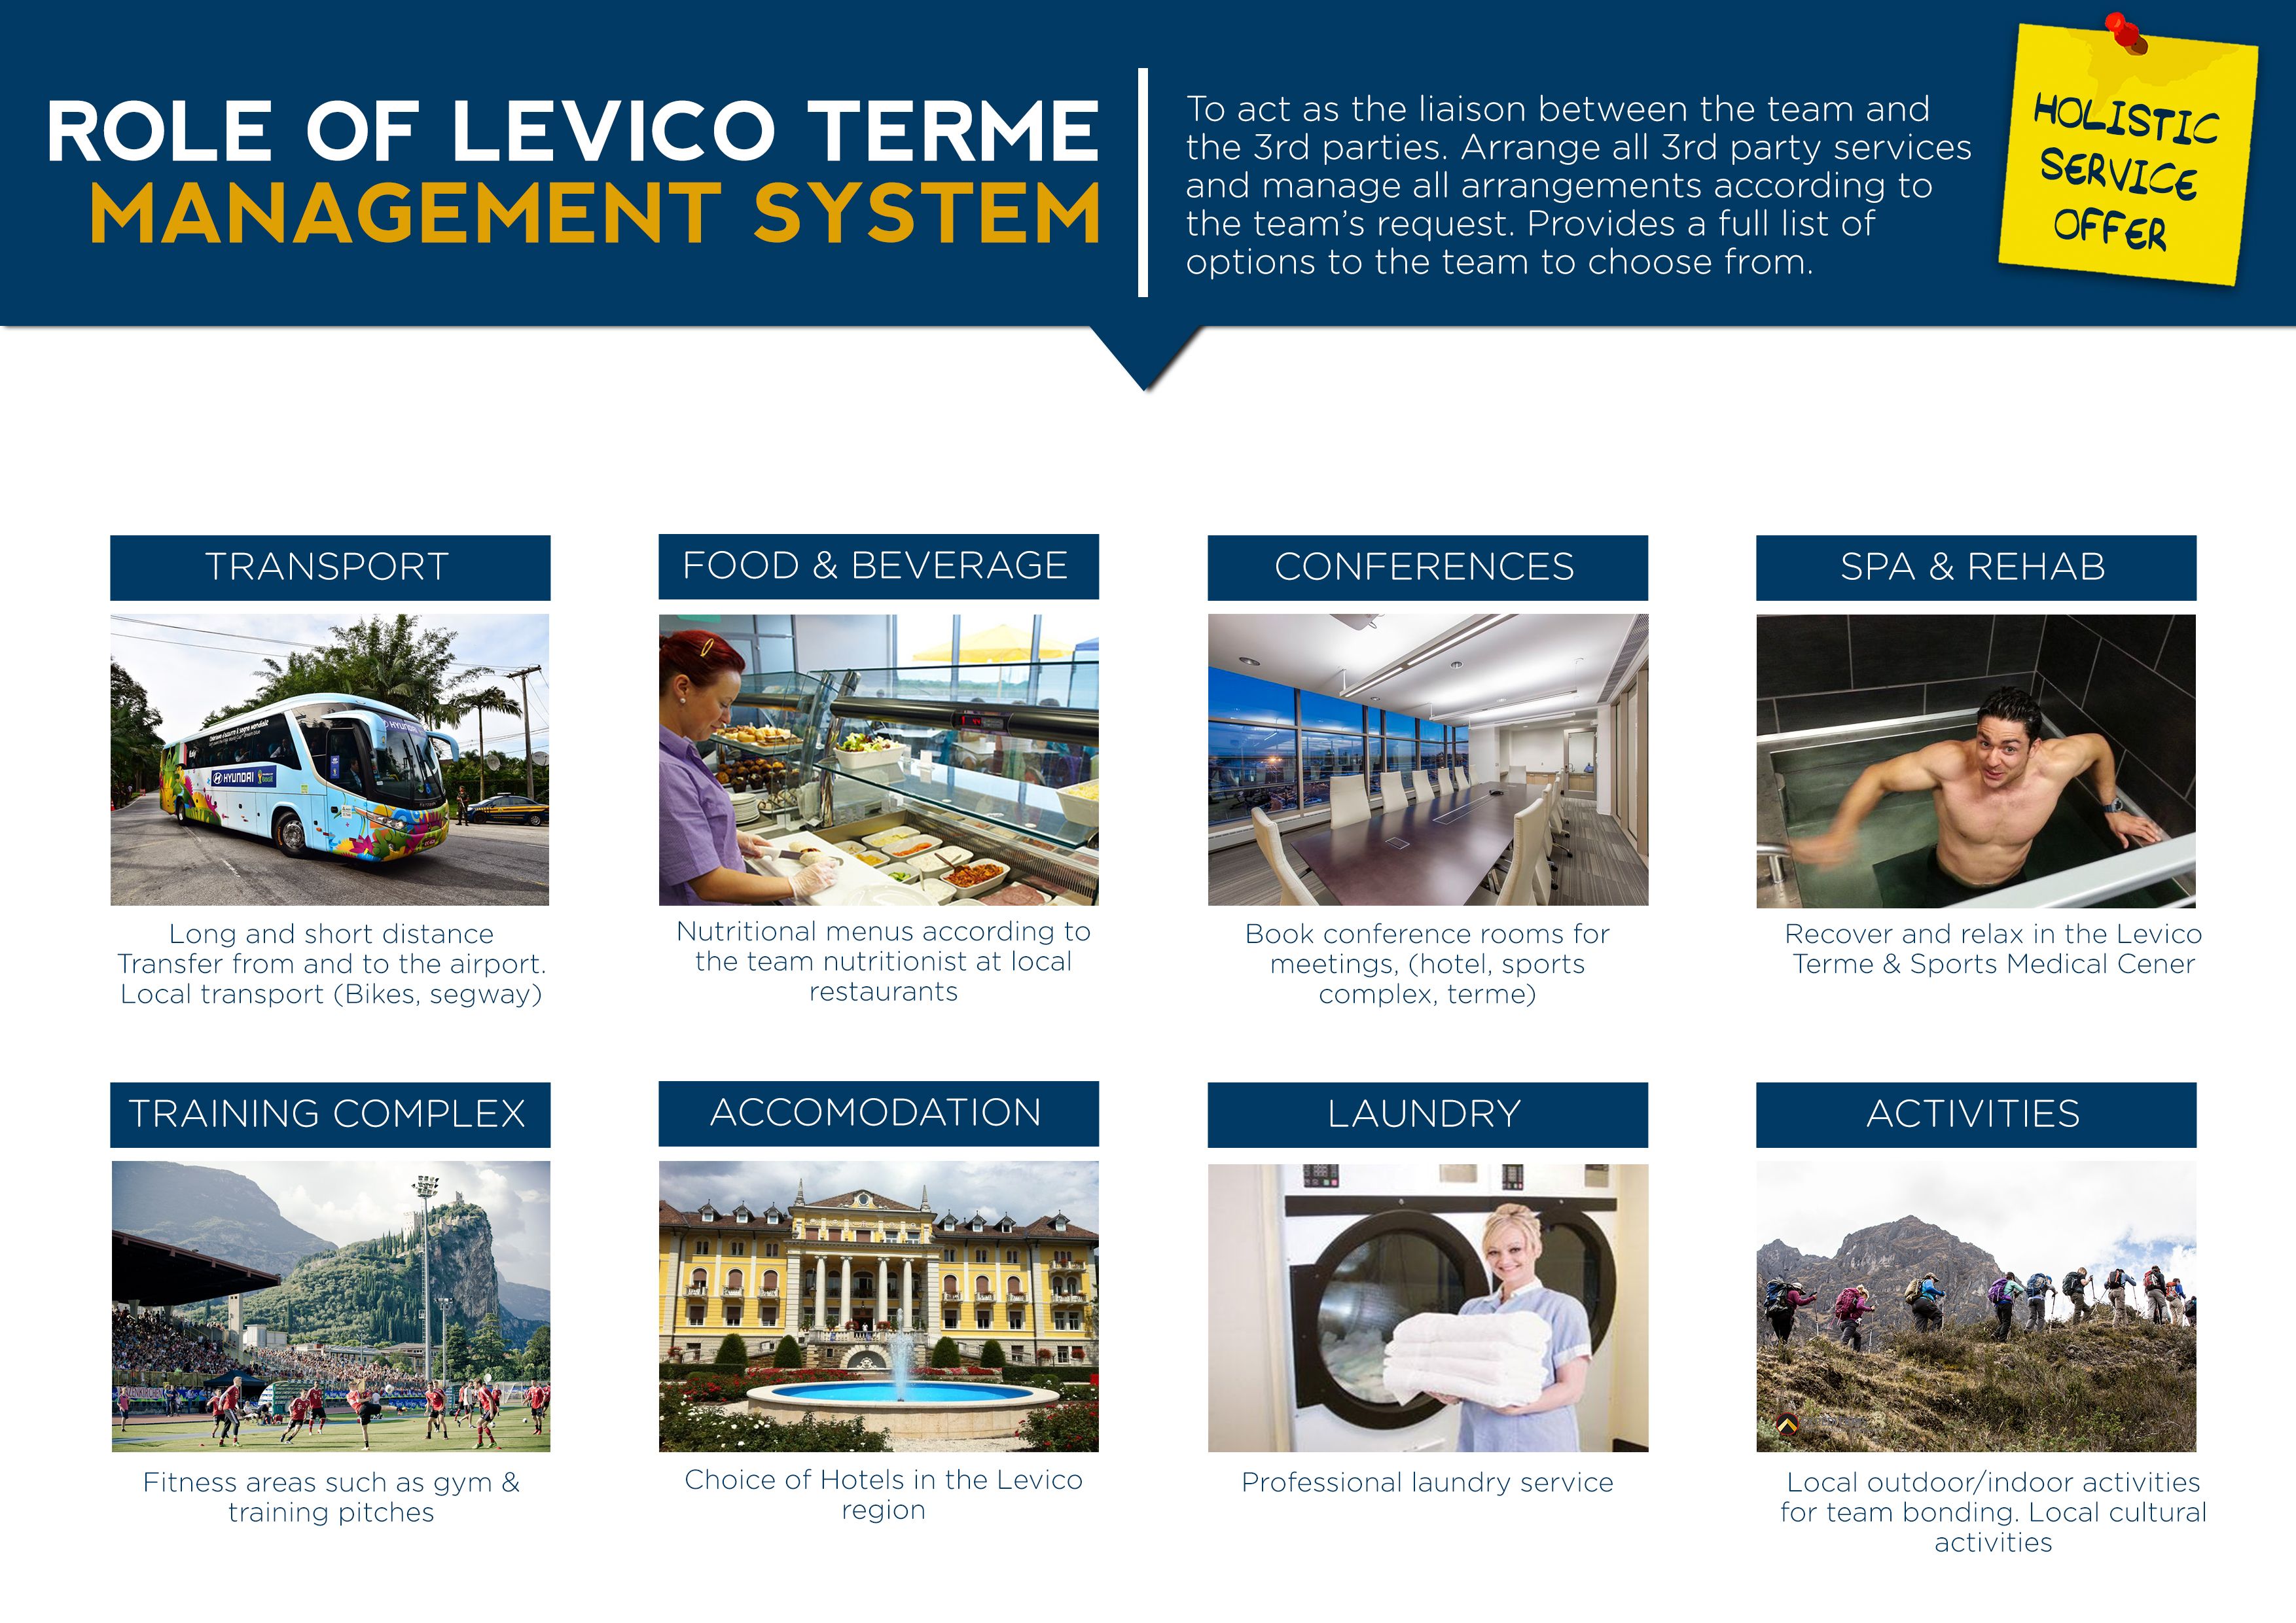 ROLE OF LEVICO TERME
MANAGEMENT SYSTEM
To act as the liaison between the team and
the 3rd parties. Arrange all 3rd party services
and manage all arrangements according to
the team's request. Provides a full list of
options to the team to choose from.
HOLISTIC
SERVICE
OFFER
TRANSPORT
HYUNDAI
HYUNDAI
Long and short distance
Transfer from and to the airport.
Local transport (Bikes, segway)
FOOD & BEVERAGE
Nutritional menus according to
the team nutritionist at local
restaurants
CONFERENCES
Book conference rooms for
meetings, (hotel, sports
complex, terme)
SPA & REHAB
Recover and relax in the Levico
Terme & Sports Medical Cener
TRAINING COMPLEX
Fitness areas such as gym &
training pitches
ACCOMODATION
Choice of Hotels in the Levico
region
LAUNDRY
Professional laundry service
ACTIVITIES
Local outdoor/indoor activities
for team bonding. Local cultural
activities